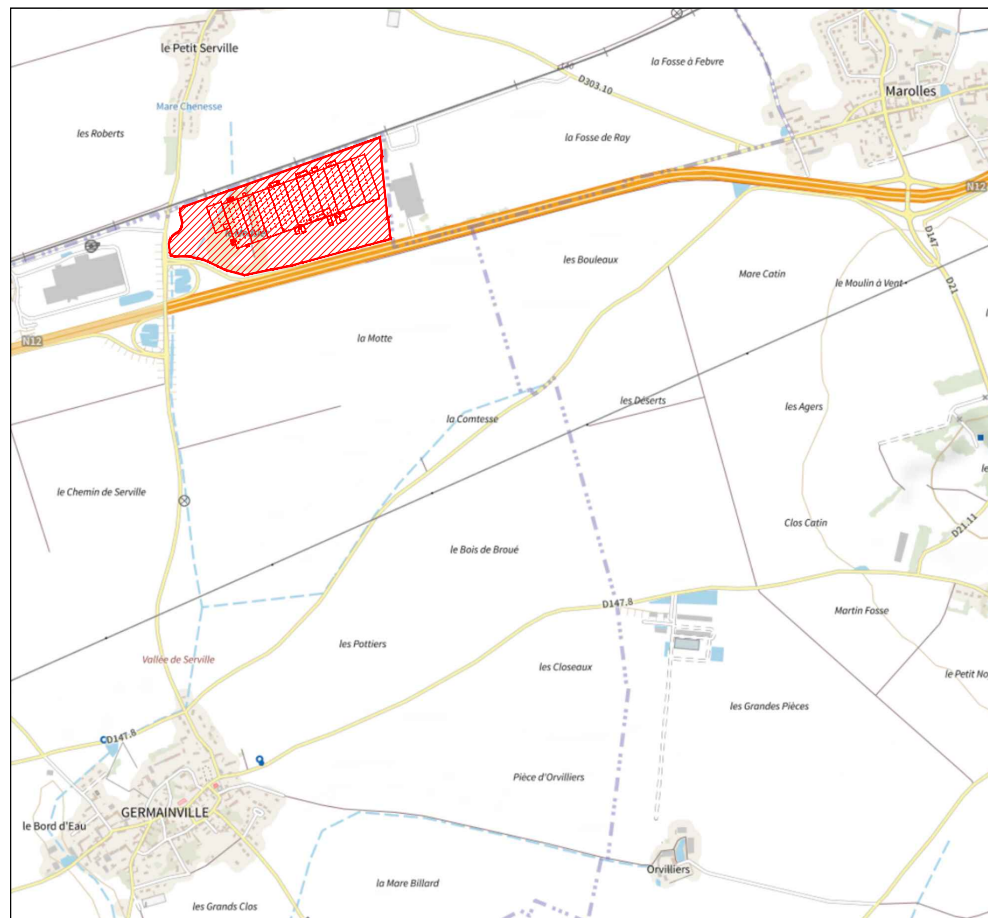 le Petit Serville
la Fosse à Febvre
D303.10
Marolles
Mare Chenesse
les Roberts
la Fosse de Ray
N12
D147
les Bouleaux
Mare Catin
le Moulin à Vent
D21
N12
la Motte
les Déserts
les Agers
la Comtesse
le
le Chemin de Serville
Clos Catin
D21.11
le Bois de Broué
D147.8
Martin Fosse
les Pottiers
Vallée de Serville
les Closeaux
le Petit No
les Grandes Pièces
D147.8
Pièce d'Orvilliers
GERMAINVILLE
le Bord d'Eau
Orvilliers
la Mare Billard
les Grands Clos